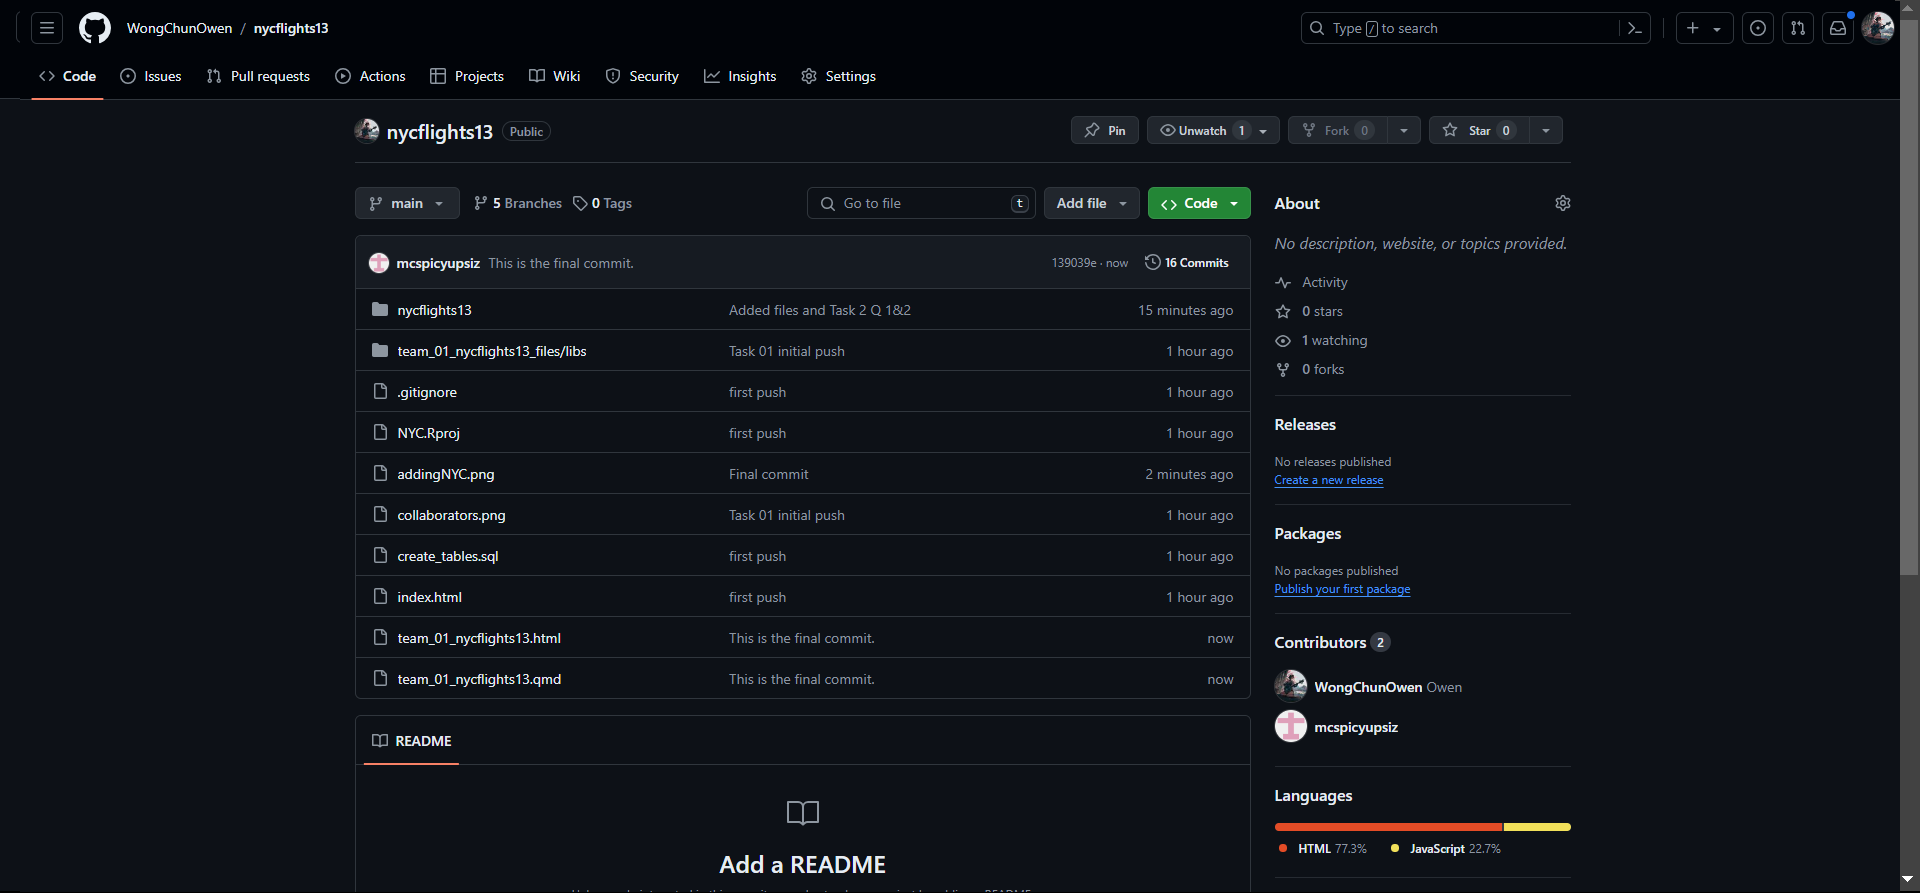 WongChunOwen / nycflights13
Type / to search
Code
Issues
Pull requests
Actions
Projects
Wiki
Security
Insights
Settings
nycflights13 Public
Pin
Unwatch 1
Fork 0
Star 0
main
5 Branches
0 Tags
Go to file
t
Add file
Code
mcspicyupsiz This is the final commit.
139039e · now
16 Commits
nycflights13 Added files and Task 2 Q 1&2 15 minutes ago
team_01_nycflights13_files/libs Task 01 initial push 1 hour ago
.gitignore first push 1 hour ago
NYC.Rproj first push 1 hour ago
addingNYC.png Final commit 2 minutes ago
collaborators.png Task 01 initial push 1 hour ago
create_tables.sql first push 1 hour ago
index.html first push 1 hour ago
team_01_nycflights13.html This is the final commit. now
team_01_nycflights13.qmd This is the final commit. now
README
Add a README
About
No description, website, or topics provided.
Activity
0 stars
1 watching
0 forks
Releases
No releases published
Create a new release
Packages
No packages published
Publish your first package
Contributors 2
WongChunOwen Owen
mcspicyupsiz
Languages
HTML 77.3%
JavaScript 22.7%